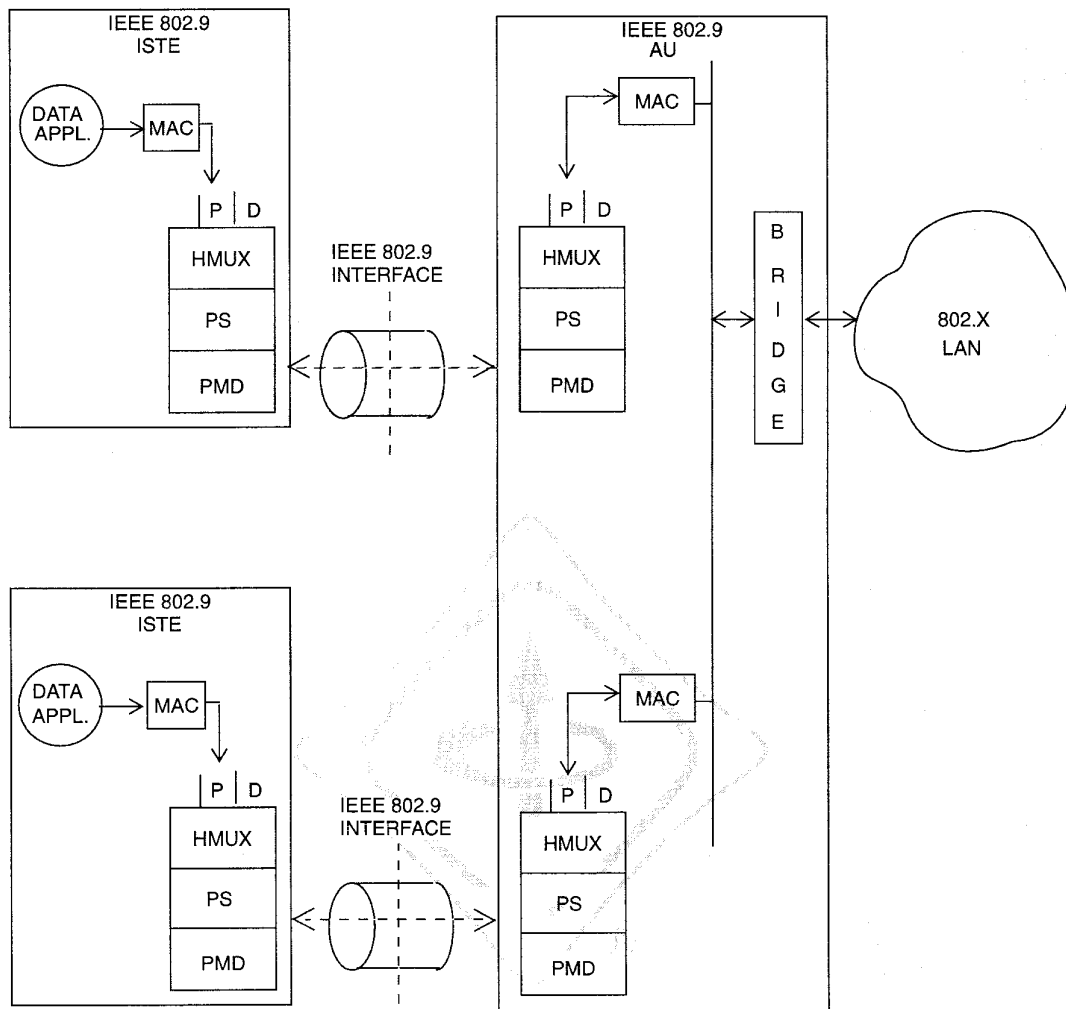 IEEE 802.9
ISTE
DATA
APPL.
MAC
P D
HMUX
PS
PMD
IEEE 802.9
INTERFACE
IEEE 802.9
AU
MAC
P D
HMUX
PS
PMD
B
R
I
D
G
E
802.X
LAN
IEEE 802.9
ISTE
DATA
APPL.
MAC
P D
HMUX
PS
PMD
IEEE 802.9
INTERFACE
MAC
P D
HMUX
PS
PMD